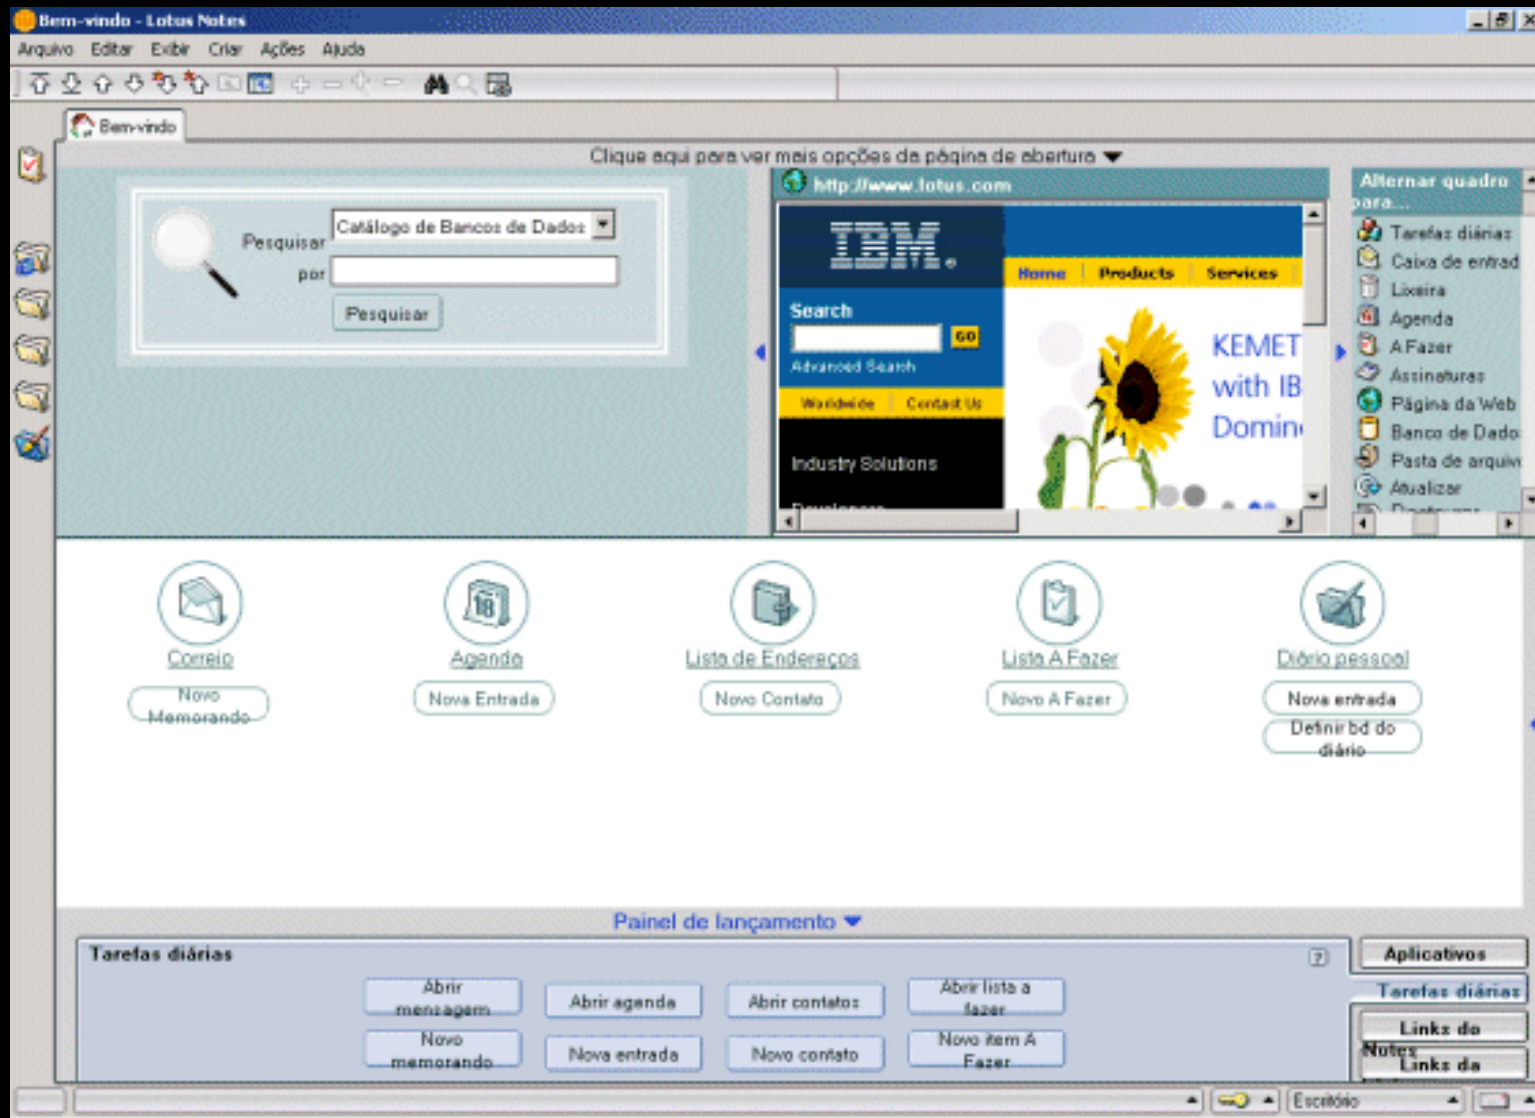 Bem-vindo - Lotus Notes
Arquivo Editar Exibir Criar Ações Ajuda
Bem-vindo
Clique aqui para ver mais opções da página de abertura
Pesquisar
Catálogo de Bancos de Dados
por
Pesquisar
http://www.lotus.com
IBM
Home Products Services
Search
GO
Advanced Search
Worldwide Contact Us
Industry Solutions
KEMET
with IB
Domin
Alternar quadro
para...
Tarefas diárias
Caixa de entrad
Lixeira
Agenda
A Fazer
Assinaturas
Página da Web
Banco de Dado
Pasta de arquiv
Atualizar
Correio
Novo
Memorando
18
Agenda
Nova Entrada
Lista de Endereços
Novo Contato
Lista A Fazer
Novo A Fazer
Diário pessoal
Nova entrada
Definir bd do
diário
Painel de lançamento
Tarefas diárias
?
Abrir
mensagem
Abrir agenda
Abrir contatos
Abrir lista a
fazer
Novo
memorando
Nova entrada
Novo contato
Novo item A
Fazer
Aplicativos
Tarefas diárias
Links do
Notes
Links da
Escritório